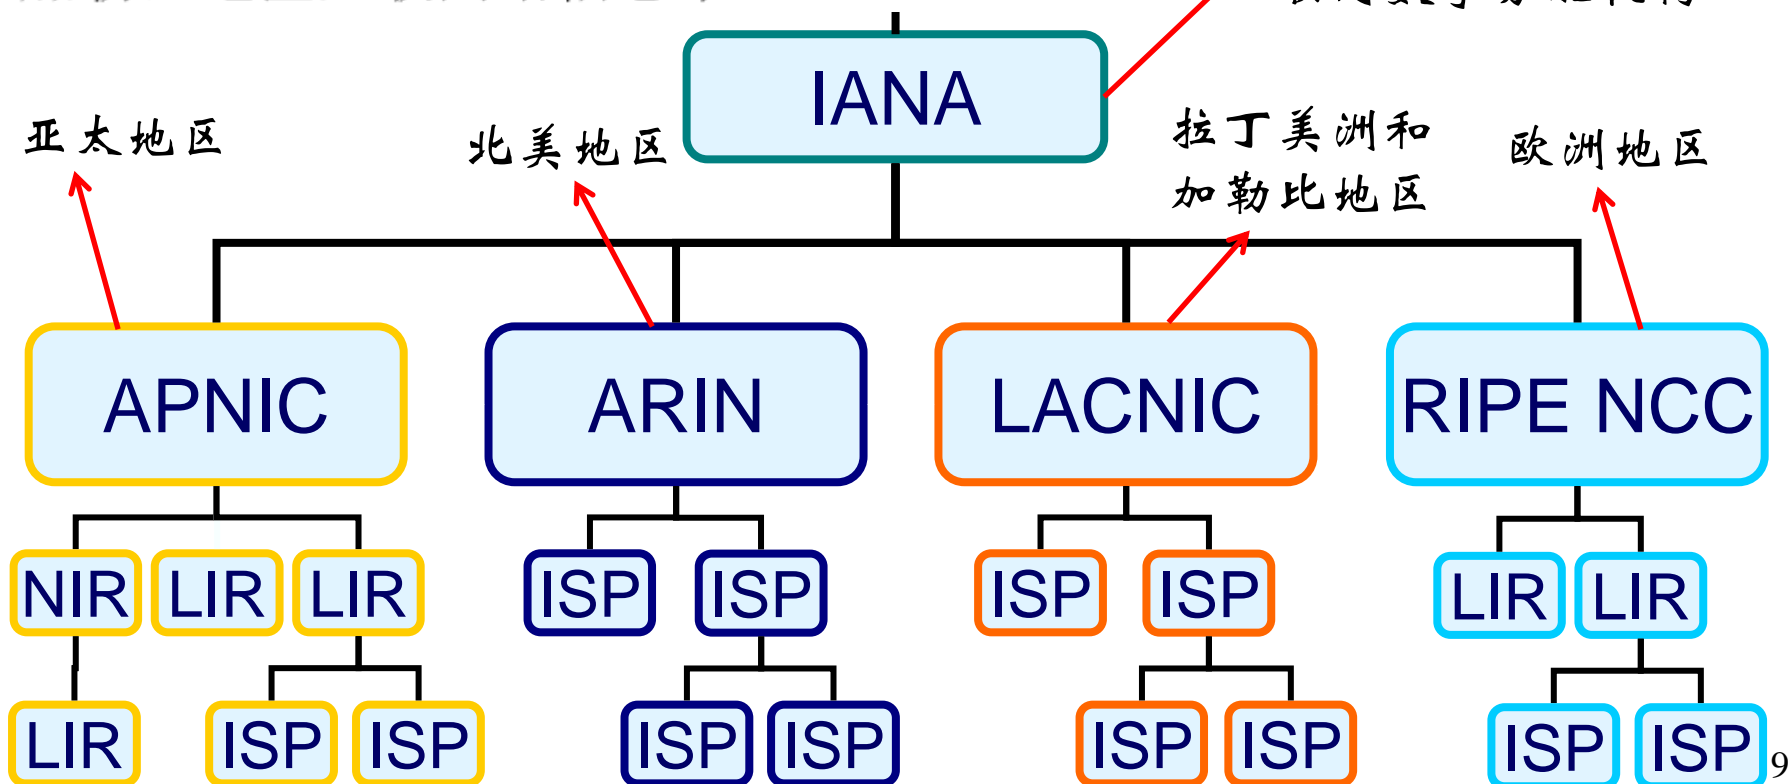 IANA
亚太地区
北美地区
拉丁美洲和
加勒比地区
欧洲地区
APNIC
ARIN
LACNIC
RIPE NCC
NIR
LIR
LIR
ISP
ISP
ISP
ISP
LIR
LIR
LIR
ISP
ISP
ISP
ISP
ISP
ISP
ISP
ISP
9